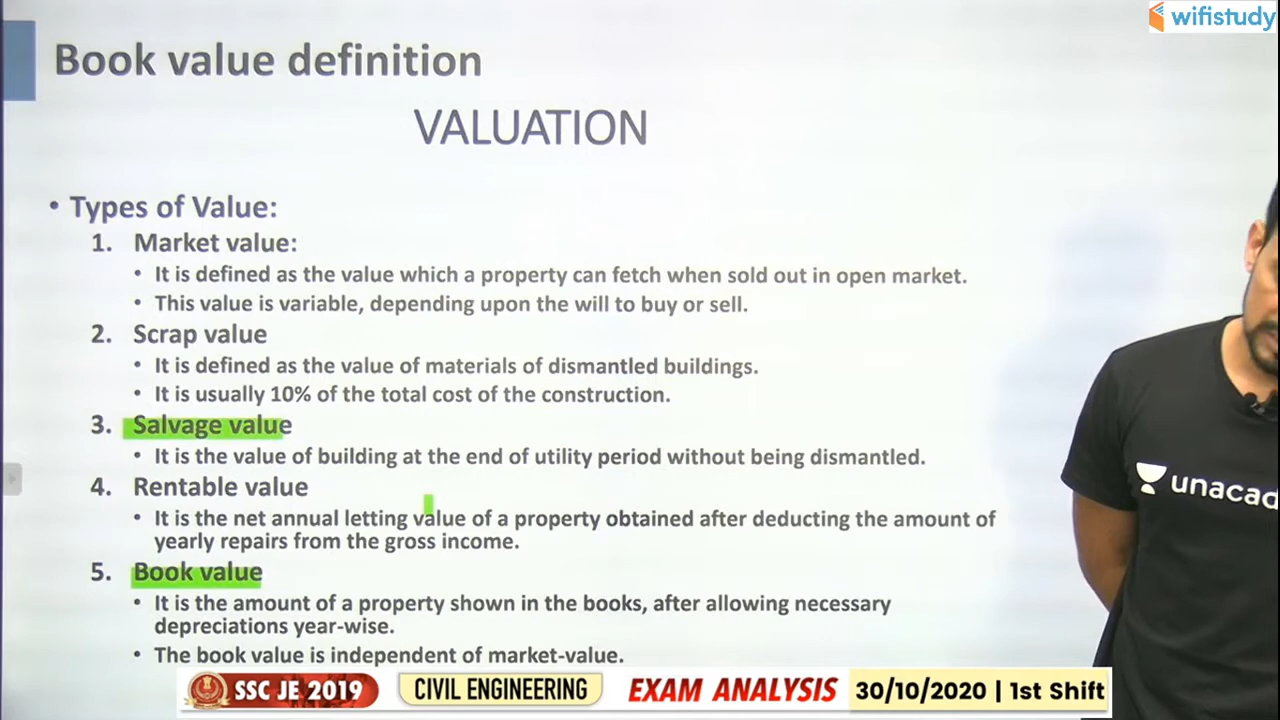 wifistudy
Book value definition
VALUATION
• Types of Value:
1. Market value:
• It is defined as the value which a property can fetch when sold out in open market.
• This value is variable, depending upon the will to buy or sell.
2. Scrap value
• It is defined as the value of materials of dismantled buildings.
• It is usually 10% of the total cost of the construction.
3. Salvage value
• It is the value of building at the end of utility period without being dismantled.
4. Rentable value
• It is the net annual letting value of a property obtained after deducting the amount of
yearly repairs from the gross income.
5. Book value
• It is the amount of a property shown in the books, after allowing necessary
depreciations year-wise.
• The book value is independent of market-value.
unacad
SSC JE 2019
CIVIL ENGINEERING
EXAM ANALYSIS
30/10/2020 | 1st Shift